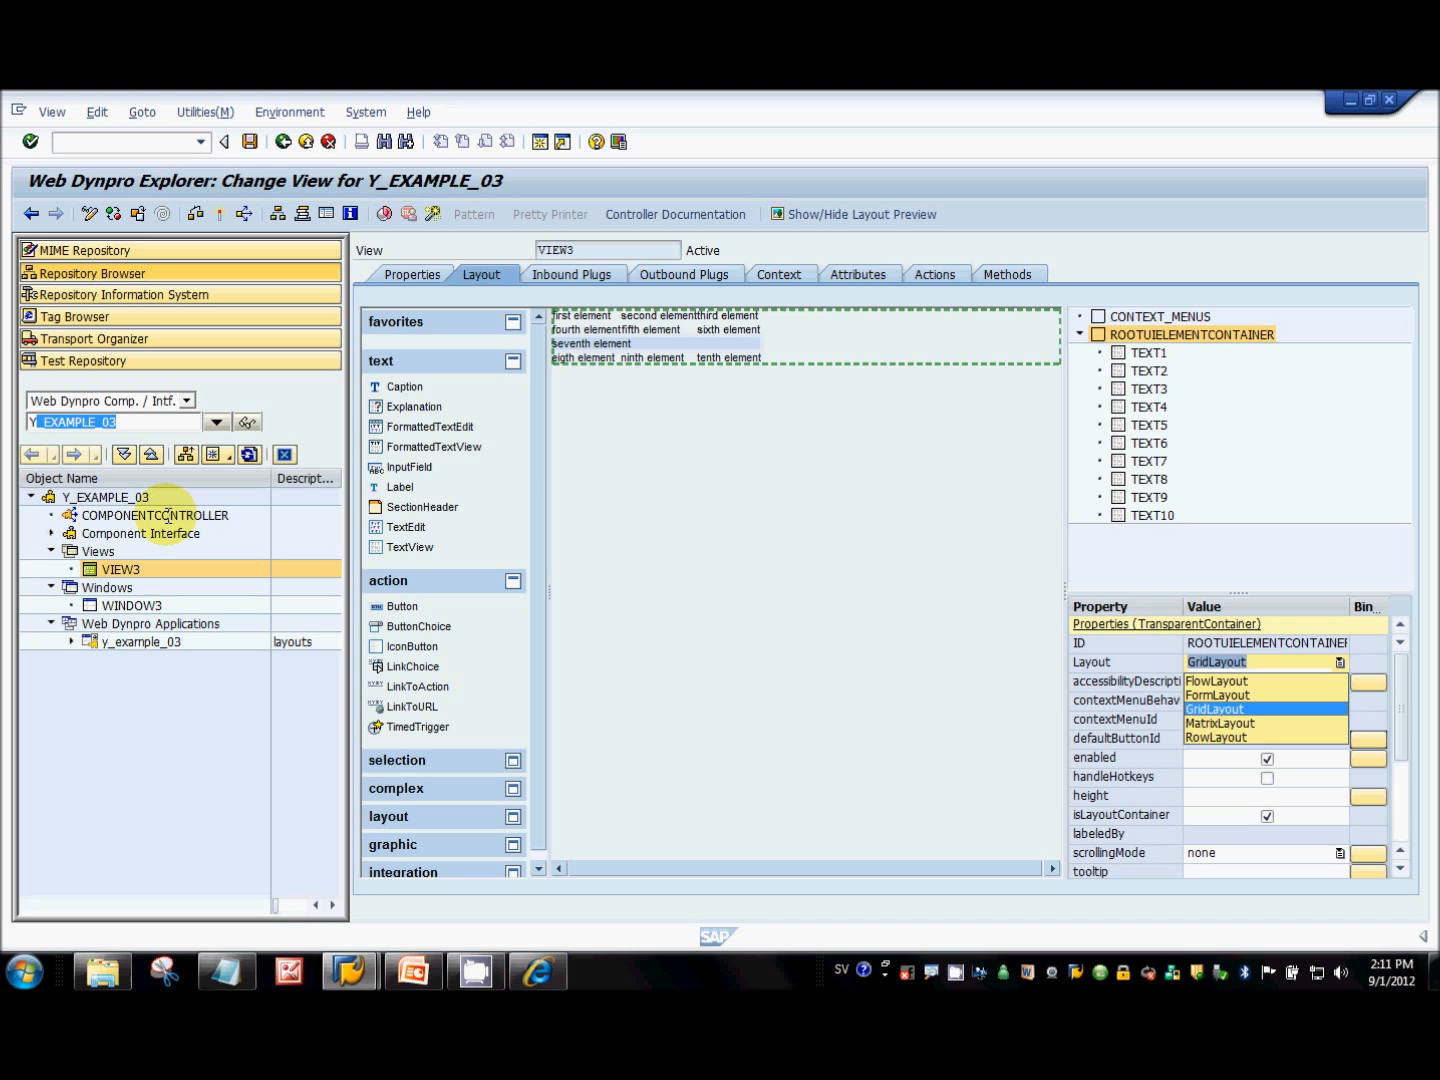 View Edit Goto Utilities(M) Environment System Help
Web Dynpro Explorer: Change View for Y_EXAMPLE_03
Pattern Pretty Printer Controller Documentation Show/Hide Layout Preview
MIME Repository
Repository Browser
Repository Information System
Tag Browser
Transport Organizer
Test Repository
Web Dynpro Comp. / Intf.
Y_EXAMPLE_03
Object Name Descript...
Y_EXAMPLE_03
COMPONENTCONTROLLER
Component Interface
Views
VIEW3
Windows
WINDOW3
Web Dynpro Applications
y_example_03 layouts
View VIEW3 Active
Properties Layout Inbound Plugs Outbound Plugs Context Attributes Actions Methods
favorites
text
Caption
Explanation
FormattedTextEdit
FormattedTextView
InputField
Label
SectionHeader
TextEdit
TextView
action
Button
ButtonChoice
IconButton
LinkChoice
LinkToAction
LinkToURL
TimedTrigger
selection
complex
layout
graphic
integration
first element second element third element
fourth element fifth element sixth element
seventh element
eigth element ninth element tenth element
CONTEXT_MENUS
ROOTUIELEMENTCONTAINER
TEXT1
TEXT2
TEXT3
TEXT4
TEXT5
TEXT6
TEXT7
TEXT8
TEXT9
TEXT10
Property Value Bin...
Properties (TransparentContainer)
ID ROOTUIELEMENTCONTAINER
Layout GridLayout
accessibilityDescripti
contextMenuBehav
contextMenuId
defaultButtonId
FlowLayout
FormLayout
GridLayout
MatrixLayout
RowLayout
enabled
handleHotkeys
height
isLayoutContainer
labeledBy
scrollingMode none
tooltip
SAP
SV
2:11 PM
9/1/2012